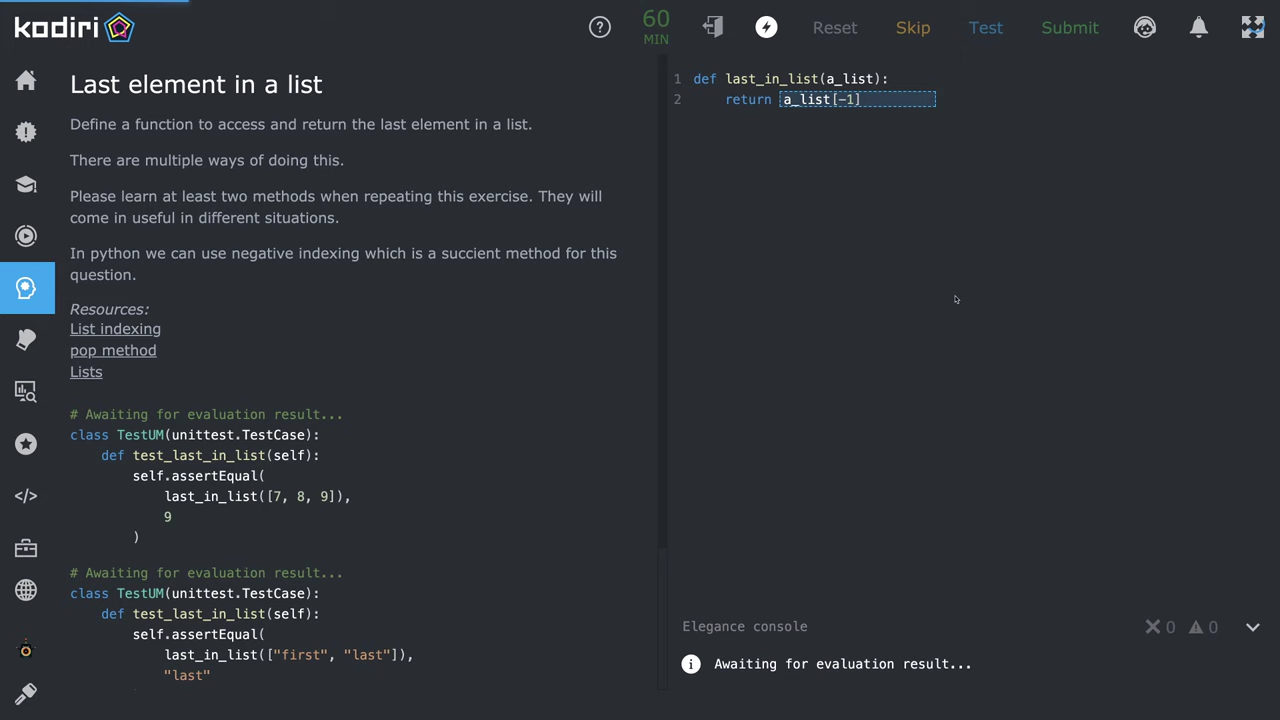 kodiri
60
MIN
Reset
Skip
Test
Submit
Last element in a list
Define a function to access and return the last element in a list.
There are multiple ways of doing this.
Please learn at least two methods when repeating this exercise. They will
come in useful in different situations.
In python we can use negative indexing which is a succient method for this
question.
Resources:
List indexing
pop method
Lists
# Awaiting for evaluation result...
class TestUM(unittest.TestCase):
def test_last_in_list(self):
self.assertEqual(
last_in_list([7, 8, 9]),
9
)
# Awaiting for evaluation result...
class TestUM(unittest.TestCase):
def test_last_in_list(self):
self.assertEqual(
last_in_list(["first", "last"]),
"last"
1 def last_in_list(a_list):
2 return a_list[-1]
Elegance console
0
0
Awaiting for evaluation result...